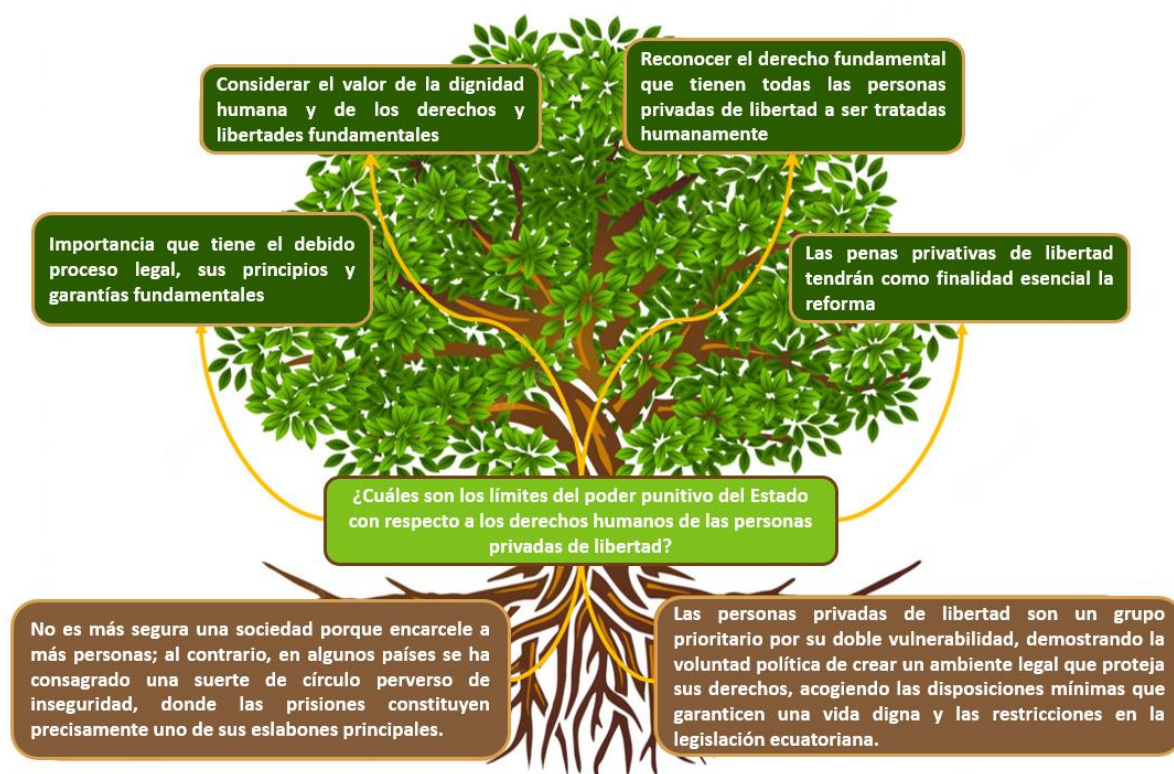 Considerar el valor de la dignidad
humana y de los derechos y
libertades fundamentales
Reconocer el derecho fundamental
que tienen todas las personas
privadas de libertad a ser tratadas
humanamente
Importancia que tiene el debido
proceso legal, sus principios y
garantías fundamentales
Las penas privativas de libertad
tendrán como finalidad esencial la
reforma
¿Cuáles son los límites del poder punitivo del Estado
con respecto a los derechos humanos de las personas
privadas de libertad?
No es más segura una sociedad porque encarcele a
más personas; al contrario, en algunos países se ha
consagrado una suerte de círculo perverso de
inseguridad, donde las prisiones constituyen
precisamente uno de sus eslabones principales.
Las personas privadas de libertad son un grupo
prioritario por su doble vulnerabilidad, demostrando la
voluntad política de crear un ambiente legal que proteja
sus derechos, acogiendo las disposiciones mínimas que
garanticen una vida digna y las restricciones en la
legislación ecuatoriana.